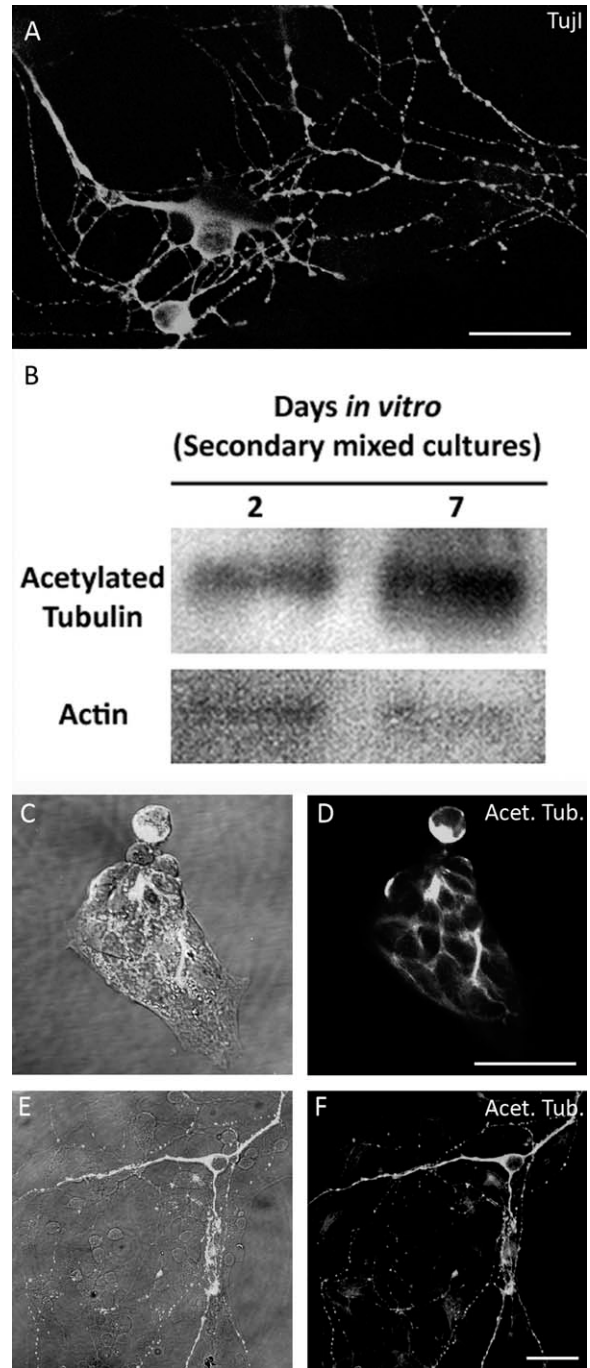 A
TujI
B
Days in vitro
(Secondary mixed cultures)
2 7
Acetylated
Tubulin
Actin
C
D Acet. Tub.
E
F Acet. Tub.